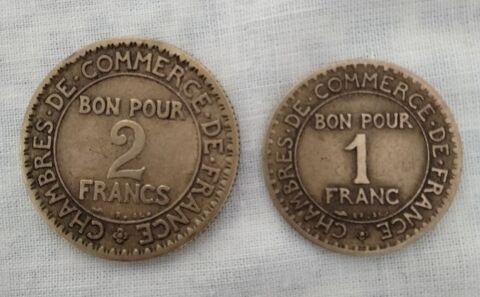 CHAMBRES·DE·COMMERCE·DE·FRANCE
BON POUR
2
FRANCS
CHAMBRES·DE·COMMERCE·DE·FRANCE
BON POUR
1
FRANC